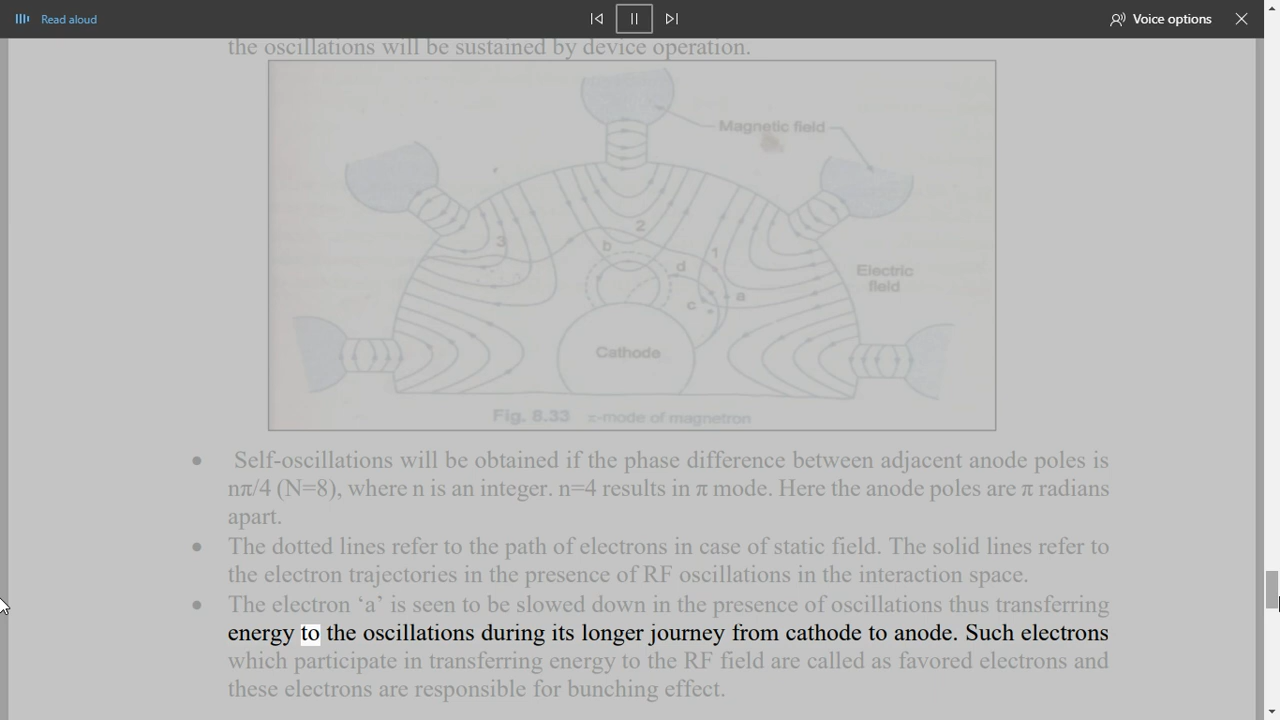 Read aloud
Voice options
the oscillations will be sustained by device operation.
Magnetic field
3
2
b
1
d
a
c
Electric
field
Cathode
Fig. 8.33 π-mode of magnetron
• Self-oscillations will be obtained if the phase difference between adjacent anode poles is
nπ/4 (N=8), where n is an integer. n=4 results in π mode. Here the anode poles are π radians
apart.
• The dotted lines refer to the path of electrons in case of static field. The solid lines refer to
the electron trajectories in the presence of RF oscillations in the interaction space.
• The electron ‘a’ is seen to be slowed down in the presence of oscillations thus transferring
energy to the oscillations during its longer journey from cathode to anode. Such electrons
which participate in transferring energy to the RF field are called as favored electrons and
these electrons are responsible for bunching effect.